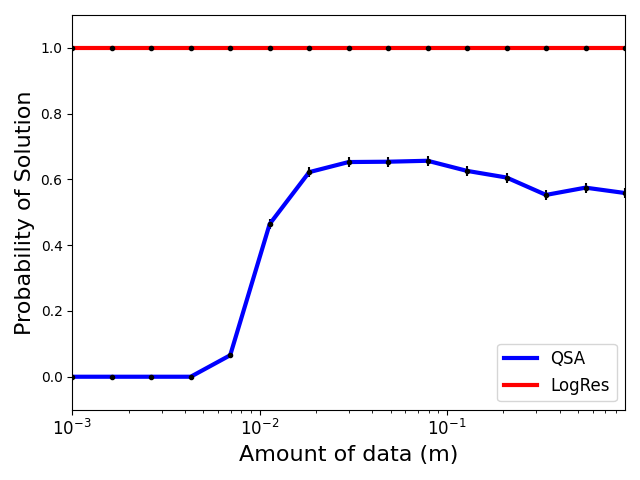 Probability of Solution
1.0
0.8
0.6
0.4
0.2
0.0
QSA
LogRes
10⁻³
10⁻²
10⁻¹
Amount of data (m)